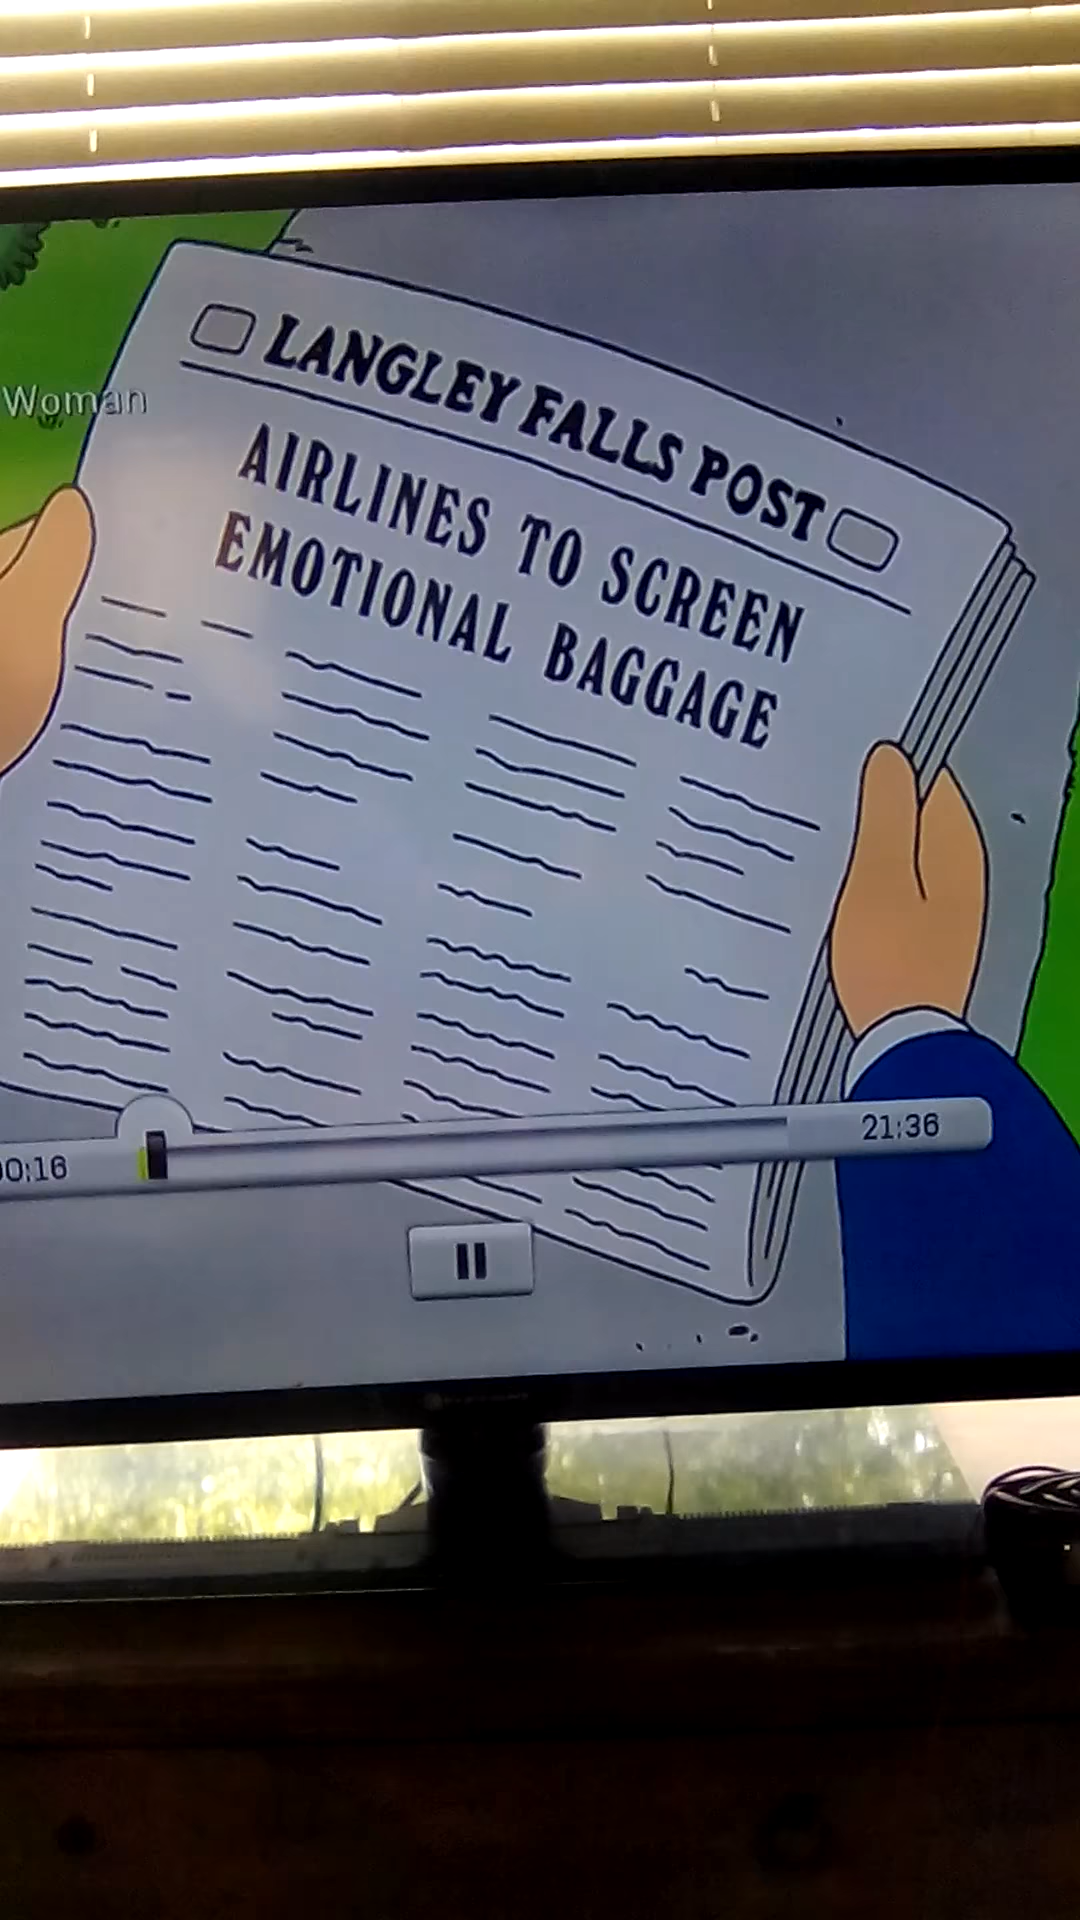 Woman
LANGLEY FALLS POST
AIRLINES TO SCREEN
EMOTIONAL BAGGAGE
00:16
21:36